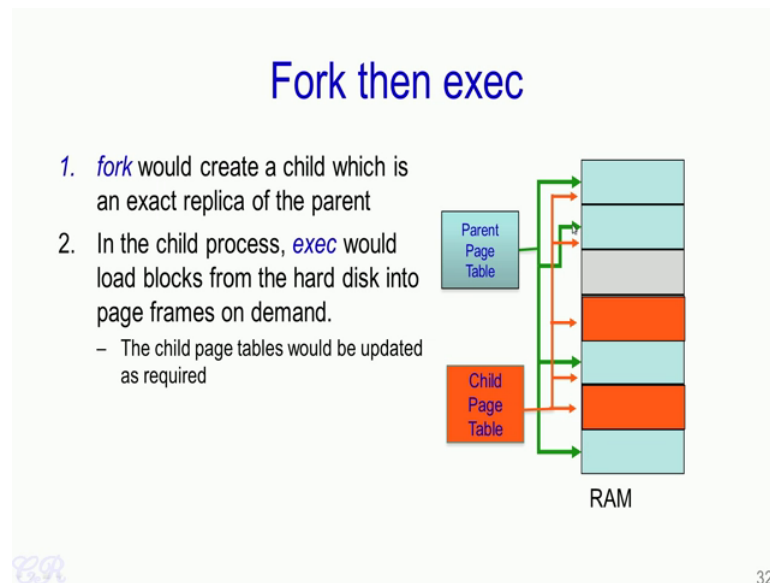 Fork then exec
1. fork would create a child which is
an exact replica of the parent
2. In the child process, exec would
load blocks from the hard disk into
page frames on demand.
– The child page tables would be updated
as required
Parent
Page
Table
Child
Page
Table
RAM
32